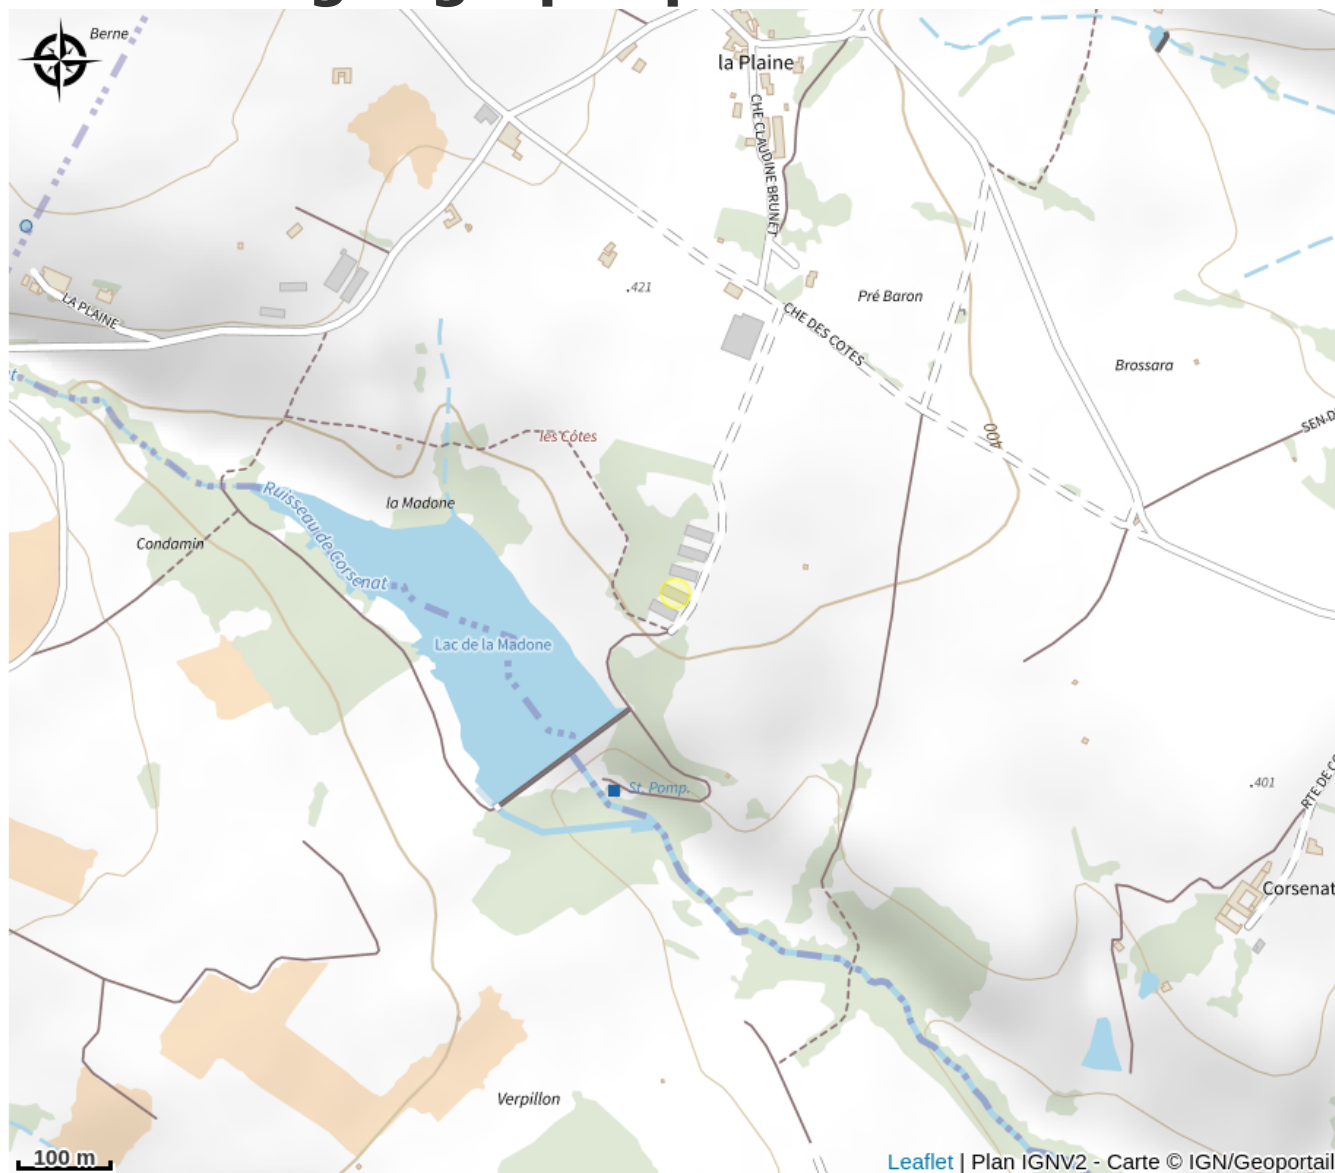 Berne
la Plaine
CHE CLAUDINE BRUNET
.421
Pré Baron
LA PLAINE
CHE DES COTES
Brossara
400
SEN-D
les Côtes
la Madone
Ruisseau de Corsenat
Condamin
Lac de la Madone
St. Pomp.
.401
RTE DE C
Corsenat
Verpillon
100 m
Leaflet | Plan IGNV2 - Carte © IGN/Geoportail